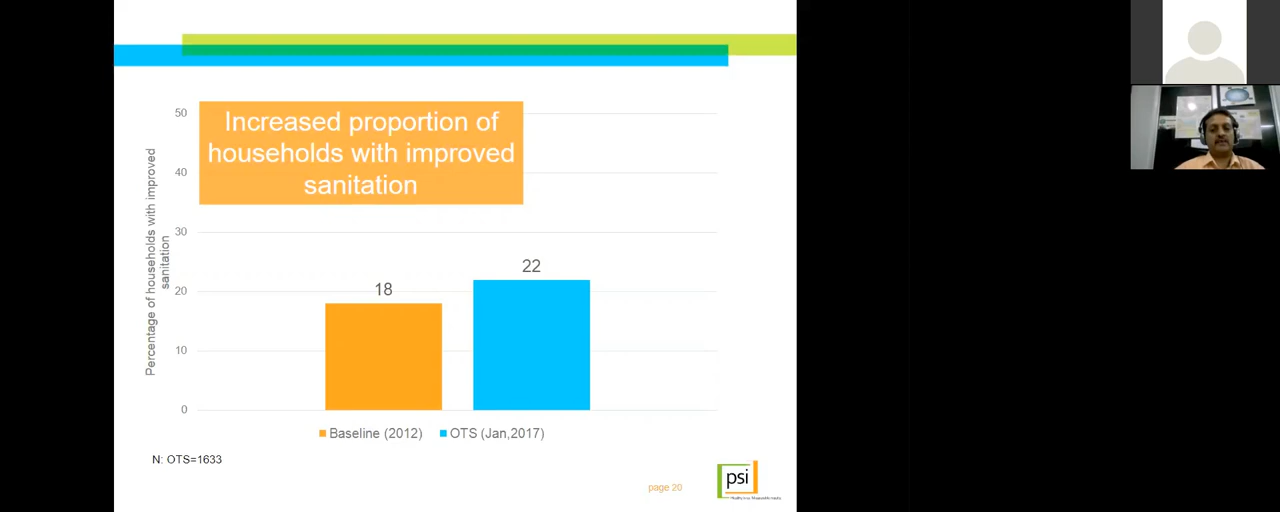 Increased proportion of
households with improved
sanitation
Percentage of households with improved
sanitation
50
40
30
20
10
0
18
22
Baseline (2012)
OTS (Jan,2017)
N: OTS=1633
page 20
psi